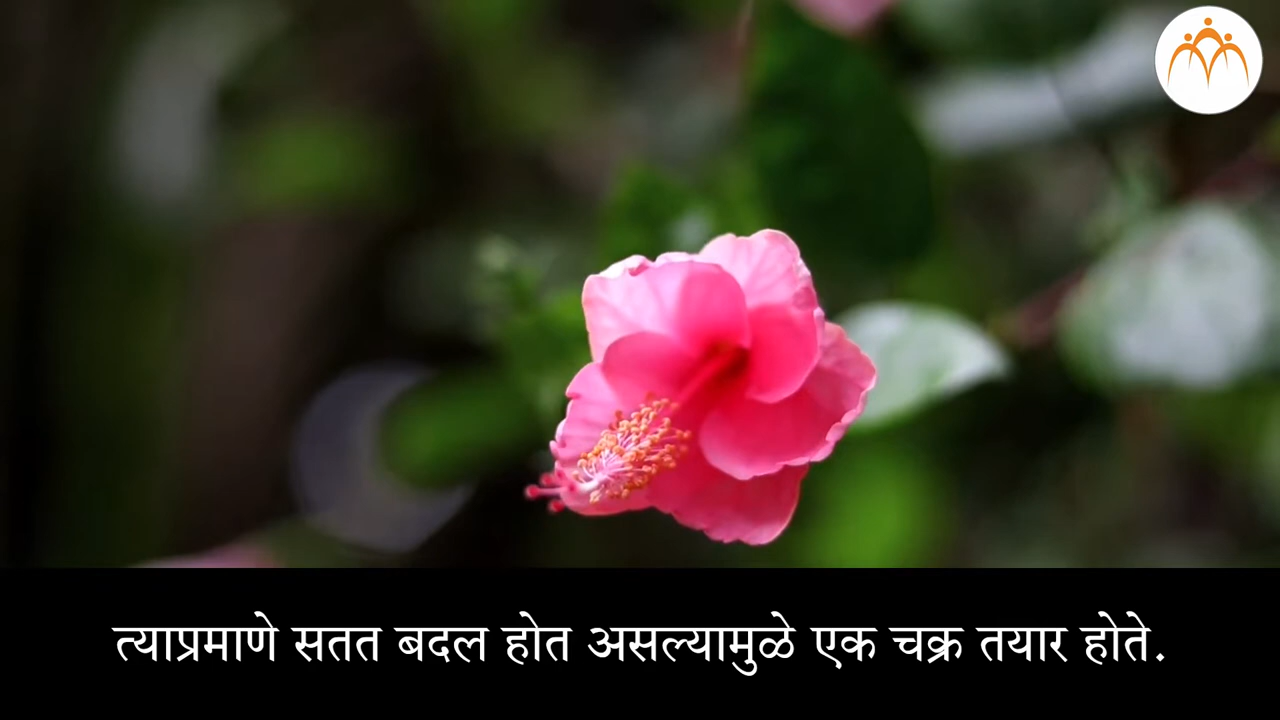 त्याप्रमाणे सतत बदल होत असल्यामुळे एक चक्र तयार होते.